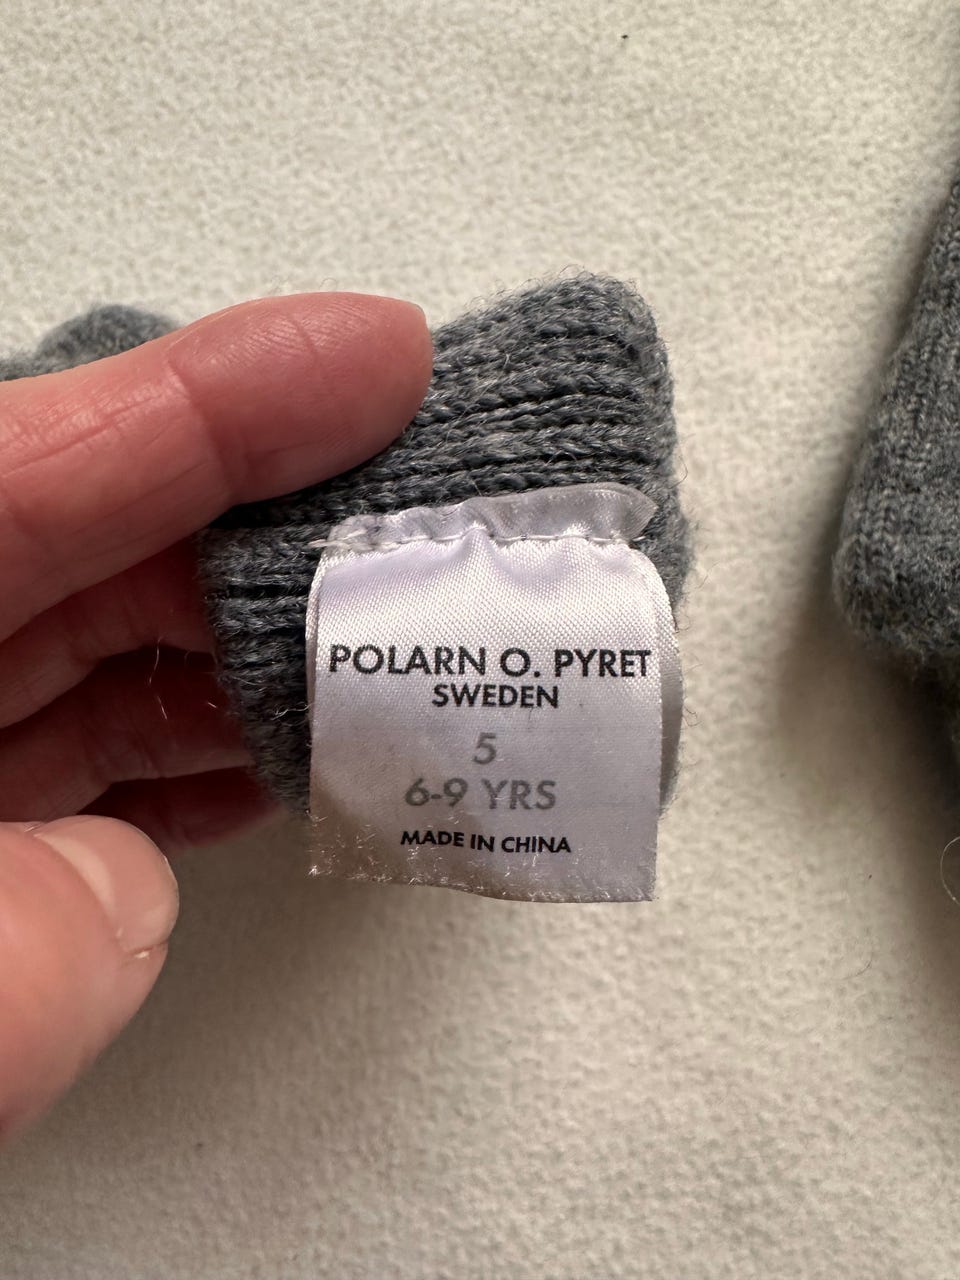 POLARN O. PYRET
SWEDEN
5
6-9 YRS
MADE IN CHINA